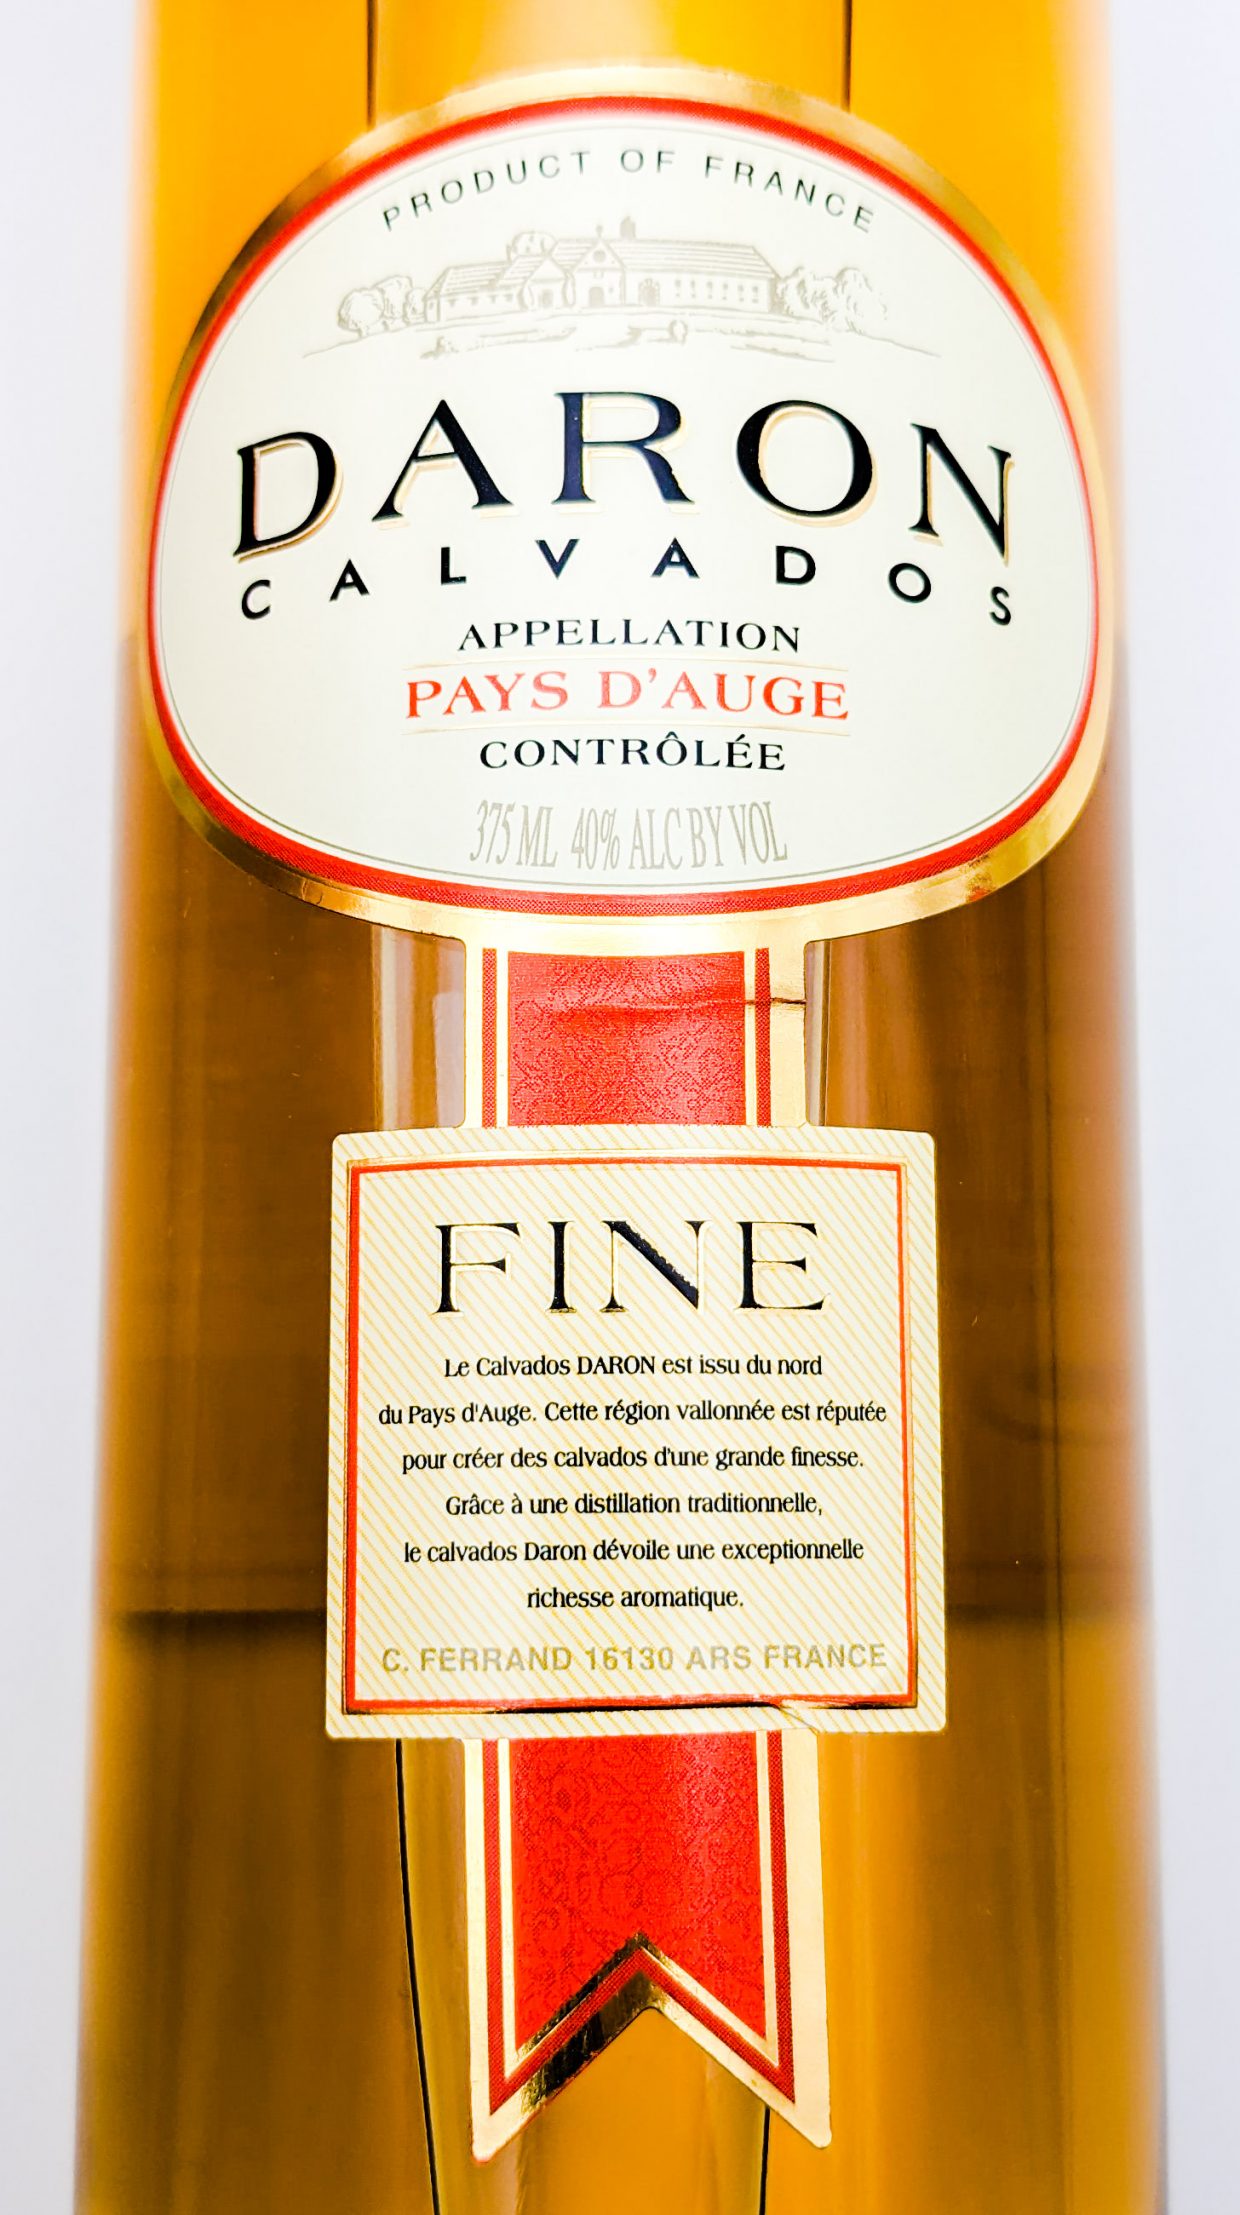 PRODUCT OF FRANCE
DARON
CALVADOS
APPELLATION
PAYS D'AUGE
CONTRÔLÉE
375 ML 40% ALC BY VOL
FINE
Le Calvados DARON est issu du nord
du Pays d'Auge. Cette région vallonnée est réputée
pour créer des calvados d'une grande finesse.
Grâce à une distillation traditionnelle,
le calvados Daron dévoile une exceptionnelle
richesse aromatique.
C. FERRAND 16130 ARS FRANCE